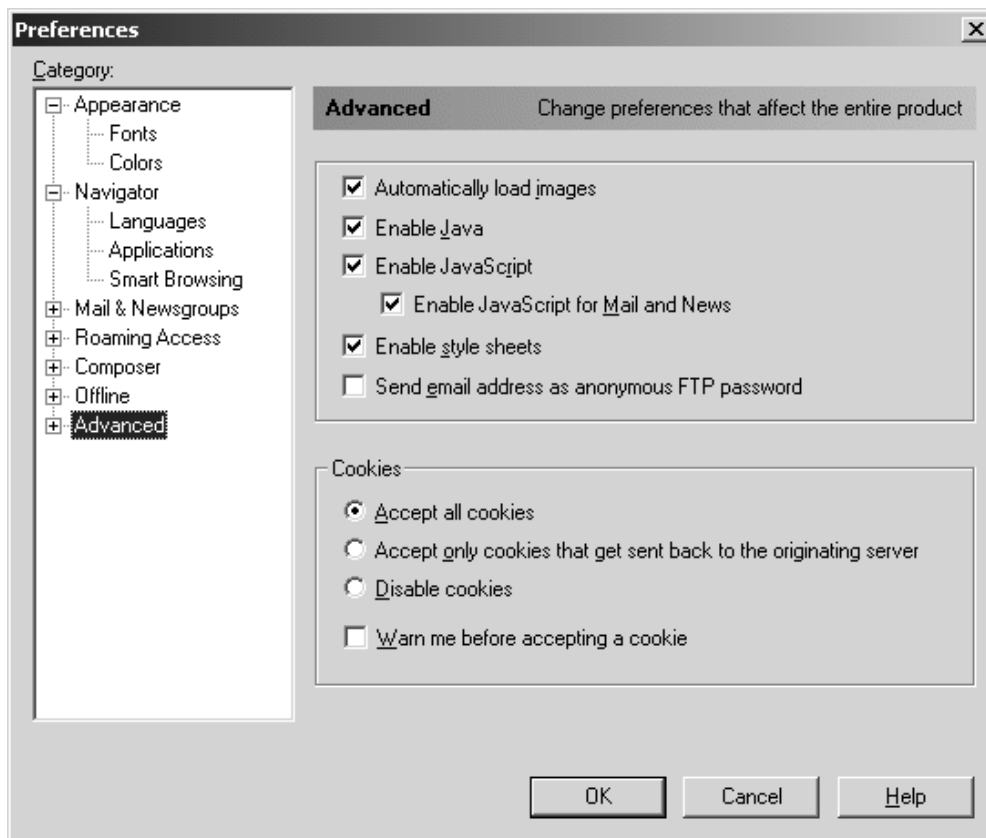 Preferences
Category:
Appearance
Fonts
Colors
Navigator
Languages
Applications
Smart Browsing
Mail & Newsgroups
Roaming Access
Composer
Offline
Advanced
Advanced Change preferences that affect the entire product
Automatically load images
Enable Java
Enable JavaScript
Enable JavaScript for Mail and News
Enable style sheets
Send email address as anonymous FTP password
Cookies
Accept all cookies
Accept only cookies that get sent back to the originating server
Disable cookies
Warn me before accepting a cookie
OK Cancel Help